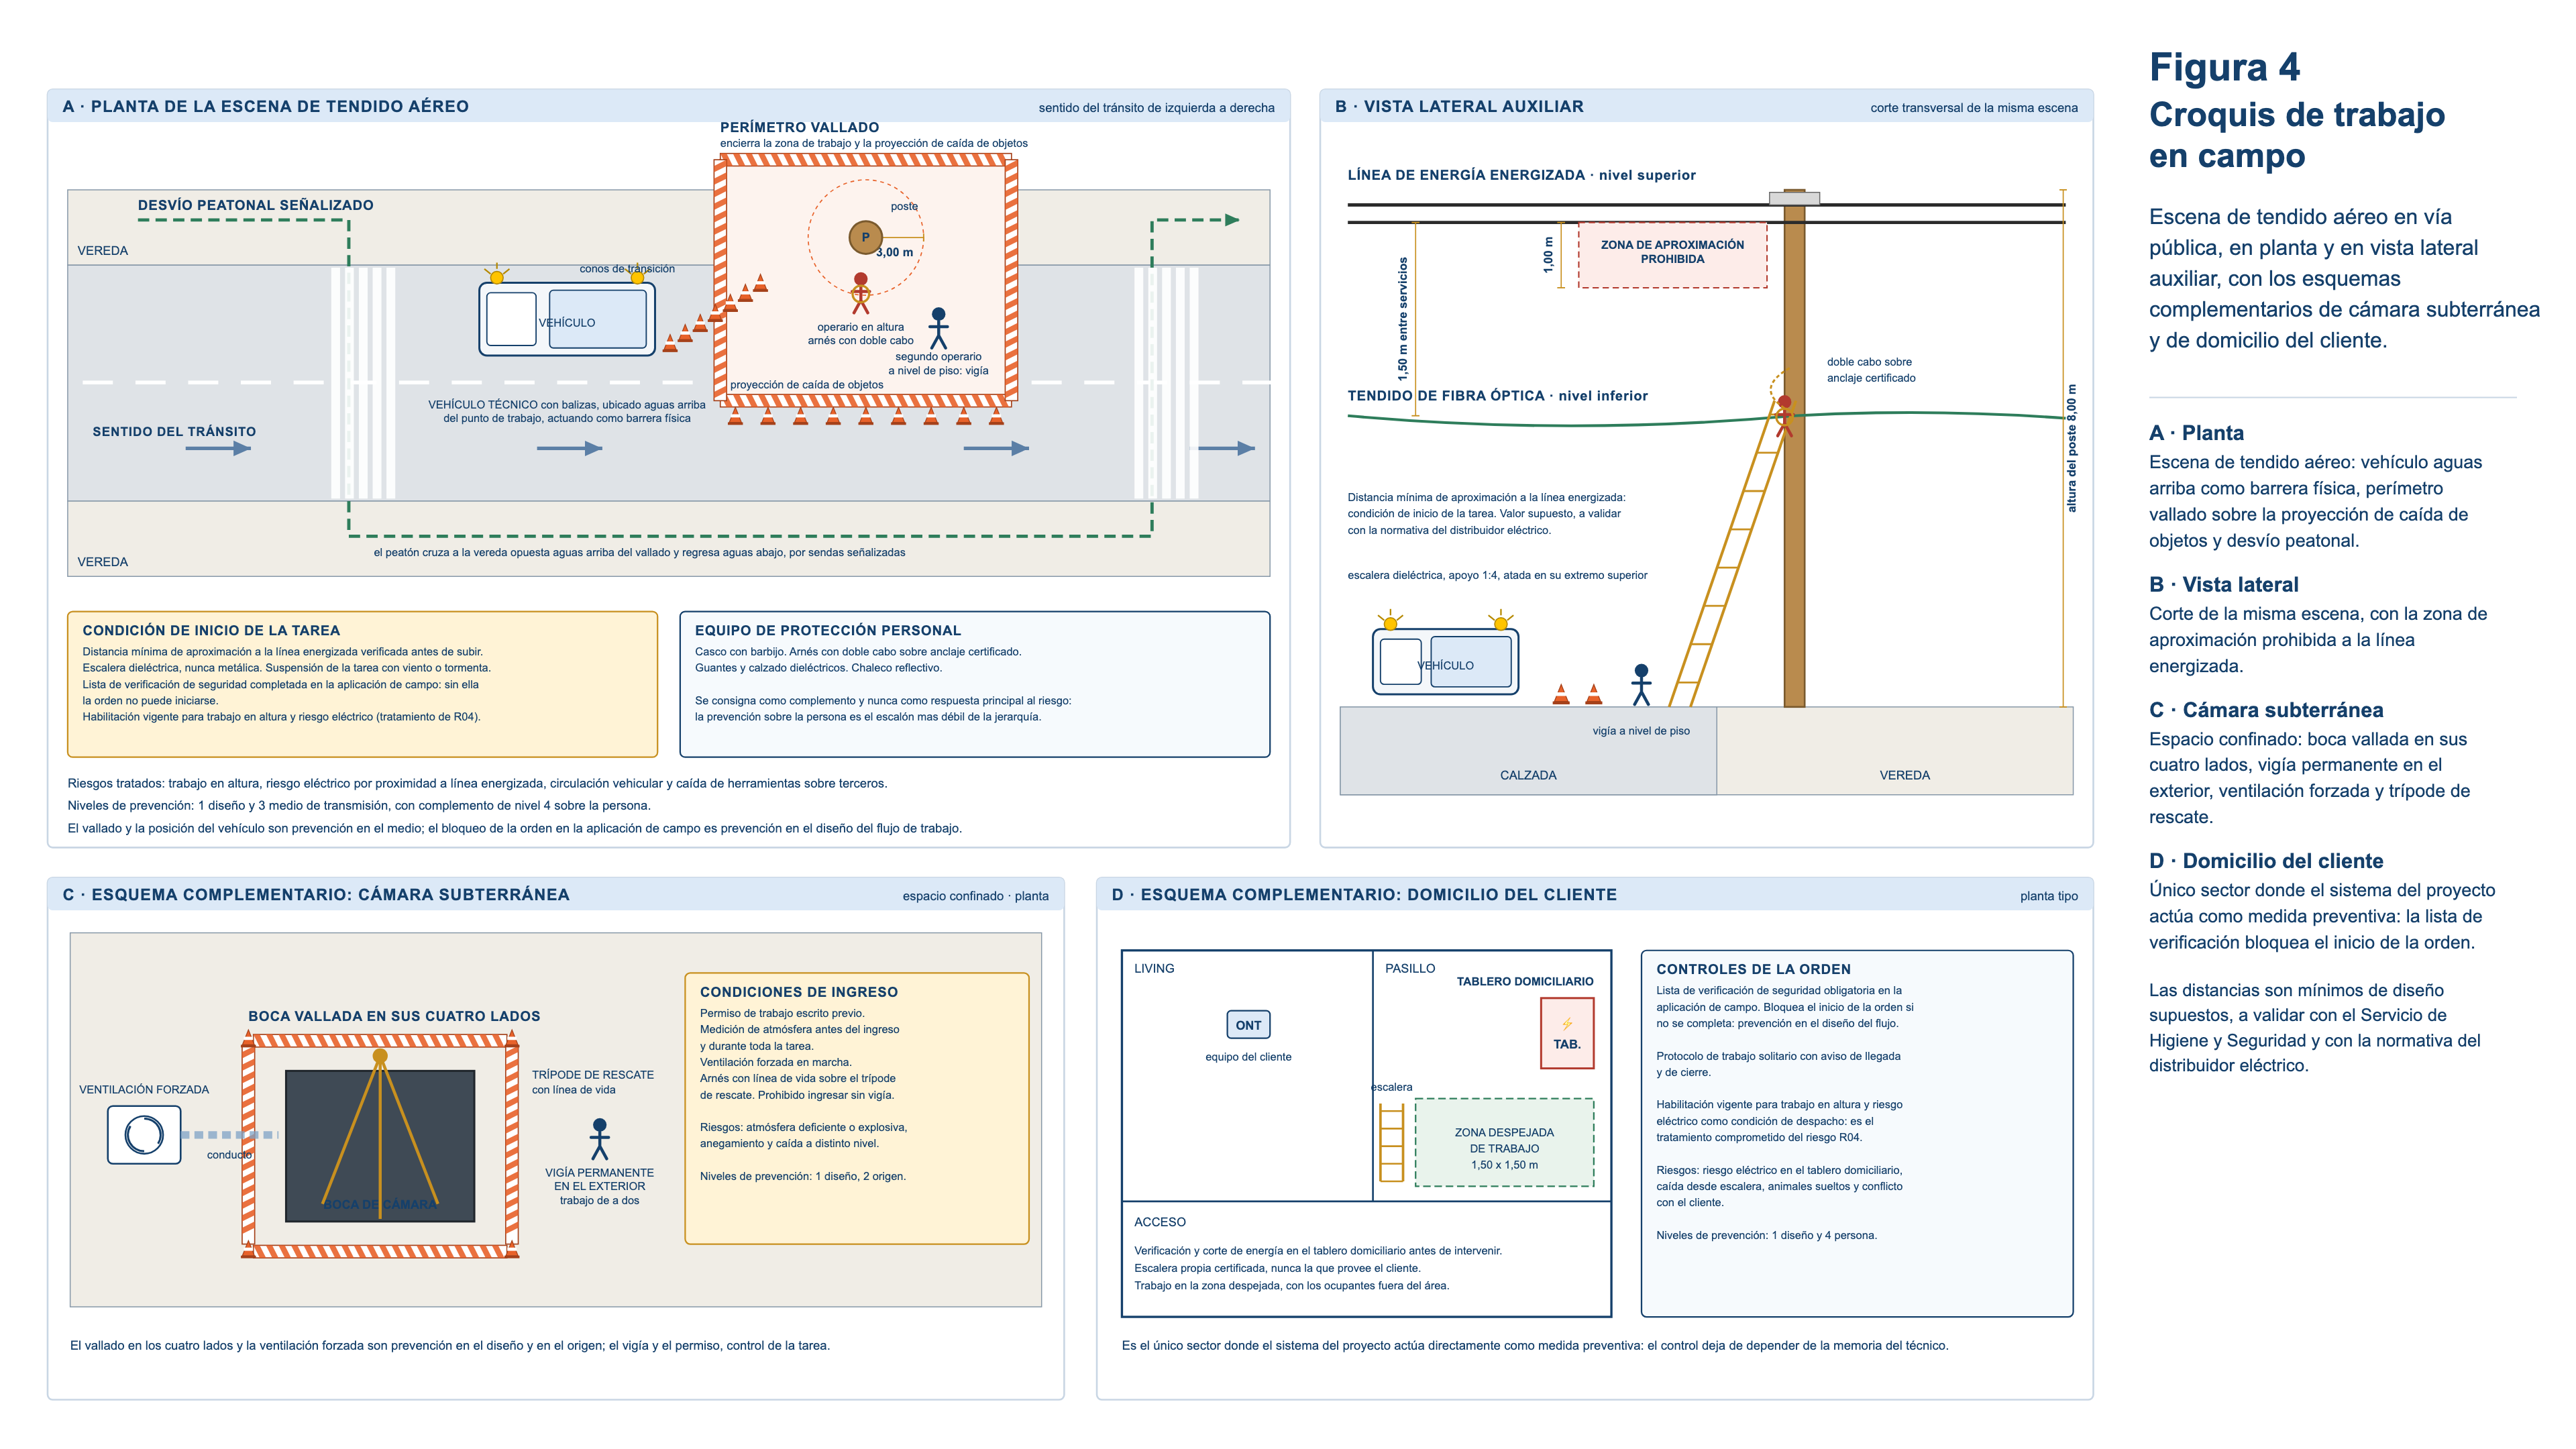 Figura 4
Croquis de trabajo
en campo
Escena de tendido aéreo en vía
pública, en planta y en vista lateral
auxiliar, con los esquemas
complementarios de cámara subterránea
y de domicilio del cliente.
A · Planta
Escena de tendido aéreo: vehículo aguas
arriba como barrera física, perímetro
vallado sobre la proyección de caída de
objetos y desvío peatonal.
B · Vista lateral
Corte de la misma escena, con la zona de
aproximación prohibida a la línea
energizada.
C · Cámara subterránea
Espacio confinado: boca vallada en sus
cuatro lados, vigía permanente en el
exterior, ventilación forzada y trípode de
rescate.
D · Domicilio del cliente
Único sector donde el sistema del proyecto
actúa como medida preventiva: la lista de
verificación bloquea el inicio de la orden.
Las distancias son mínimos de diseño
supuestos, a validar con el Servicio de
Higiene y Seguridad y con la normativa del
distribuidor eléctrico.
A · PLANTA DE LA ESCENA DE TENDIDO AÉREO
sentido del tránsito de izquierda a derecha
PERÍMETRO VALLADO
encierra la zona de trabajo y la proyección de caída de objetos
DESVÍO PEATONAL SEÑALIZADO
VEREDA
poste
P
3,00 m
conos de transición
VEHÍCULO
operario en altura
arnés con doble cabo
segundo operario
a nivel de piso: vigía
proyección de caída de objetos
VEHÍCULO TÉCNICO con balizas, ubicado aguas arriba
del punto de trabajo, actuando como barrera física
SENTIDO DEL TRÁNSITO
el peatón cruza a la vereda opuesta aguas arriba del vallado y regresa aguas abajo, por sendas señalizadas
VEREDA
CONDICIÓN DE INICIO DE LA TAREA
Distancia mínima de aproximación a la línea energizada verificada antes de subir.
Escalera dieléctrica, nunca metálica. Suspensión de la tarea con viento o tormenta.
Lista de verificación de seguridad completada en la aplicación de campo: sin ella
la orden no puede iniciarse.
Habilitación vigente para trabajo en altura y riesgo eléctrico (tratamiento de R04).
EQUIPO DE PROTECCIÓN PERSONAL
Casco con barbijo. Arnés con doble cabo sobre anclaje certificado.
Guantes y calzado dieléctricos. Chaleco reflectivo.
Se consigna como complemento y nunca como respuesta principal al riesgo:
la prevención sobre la persona es el escalón mas débil de la jerarquía.
Riesgos tratados: trabajo en altura, riesgo eléctrico por proximidad a línea energizada, circulación vehicular y caída de herramientas sobre terceros.
Niveles de prevención: 1 diseño y 3 medio de transmisión, con complemento de nivel 4 sobre la persona.
El vallado y la posición del vehículo son prevención en el medio; el bloqueo de la orden en la aplicación de campo es prevención en el diseño del flujo de trabajo.
B · VISTA LATERAL AUXILIAR
corte transversal de la misma escena
LÍNEA DE ENERGÍA ENERGIZADA · nivel superior
1,00 m
ZONA DE APROXIMACIÓN
PROHIBIDA
1,50 m entre servicios
doble cabo sobre
anclaje certificado
TENDIDO DE FIBRA ÓPTICA · nivel inferior
altura del poste 8,00 m
Distancia mínima de aproximación a la línea energizada:
condición de inicio de la tarea. Valor supuesto, a validar
con la normativa del distribuidor eléctrico.
escalera dieléctrica, apoyo 1:4, atada en su extremo superior
VEHÍCULO
vigía a nivel de piso
CALZADA
VEREDA
C · ESQUEMA COMPLEMENTARIO: CÁMARA SUBTERRÁNEA
espacio confinado · planta
BOCA VALLADA EN SUS CUATRO LADOS
VENTILACIÓN FORZADA
conducto
BOCA DE CÁMARA
TRÍPODE DE RESCATE
con línea de vida
VIGÍA PERMANENTE
EN EL EXTERIOR
trabajo de a dos
CONDICIONES DE INGRESO
Permiso de trabajo escrito previo.
Medición de atmósfera antes del ingreso
y durante toda la tarea.
Ventilación forzada en marcha.
Arnés con línea de vida sobre el trípode
de rescate. Prohibido ingresar sin vigía.
Riesgos: atmósfera deficiente o explosiva,
anegamiento y caída a distinto nivel.
Niveles de prevención: 1 diseño, 2 origen.
El vallado en los cuatro lados y la ventilación forzada son prevención en el diseño y en el origen; el vigía y el permiso, control de la tarea.
D · ESQUEMA COMPLEMENTARIO: DOMICILIO DEL CLIENTE
planta tipo
LIVING
ONT
equipo del cliente
PASILLO
TABLERO DOMICILIARIO
TAB.
escalera
ZONA DESPEJADA
DE TRABAJO
1,50 x 1,50 m
ACCESO
Verificación y corte de energía en el tablero domiciliario antes de intervenir.
Escalera propia certificada, nunca la que provee el cliente.
Trabajo en la zona despejada, con los ocupantes fuera del área.
CONTROLES DE LA ORDEN
Lista de verificación de seguridad obligatoria en la
aplicación de campo. Bloquea el inicio de la orden si
no se completa: prevención en el diseño del flujo.
Protocolo de trabajo solitario con aviso de llegada
y de cierre.
Habilitación vigente para trabajo en altura y riesgo
eléctrico como condición de despacho: es el
tratamiento comprometido del riesgo R04.
Riesgos: riesgo eléctrico en el tablero domiciliario,
caída desde escalera, animales sueltos y conflicto
con el cliente.
Niveles de prevención: 1 diseño y 4 persona.
Es el único sector donde el sistema del proyecto actúa directamente como medida preventiva: el control deja de depender de la memoria del técnico.